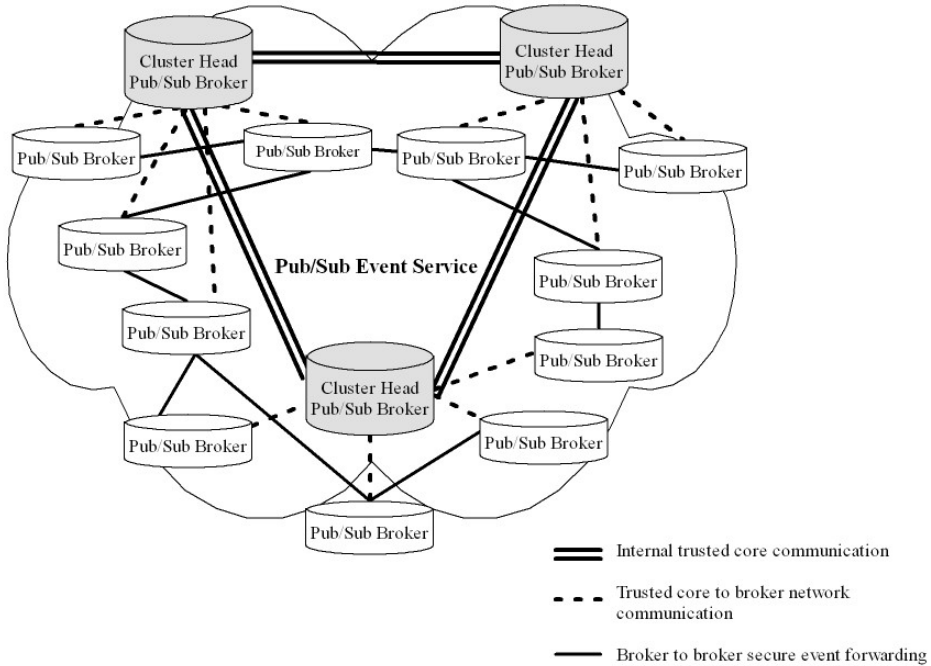 Cluster Head
Pub/Sub Broker
Cluster Head
Pub/Sub Broker
Pub/Sub Broker
Pub/Sub Broker
Pub/Sub Broker
Pub/Sub Broker
Pub/Sub Broker
Pub/Sub Event Service
Pub/Sub Broker
Pub/Sub Broker
Pub/Sub Broker
Cluster Head
Pub/Sub Broker
Pub/Sub Broker
Pub/Sub Broker
Pub/Sub Broker
Internal trusted core communication
Trusted core to broker network
communication
Broker to broker secure event forwarding